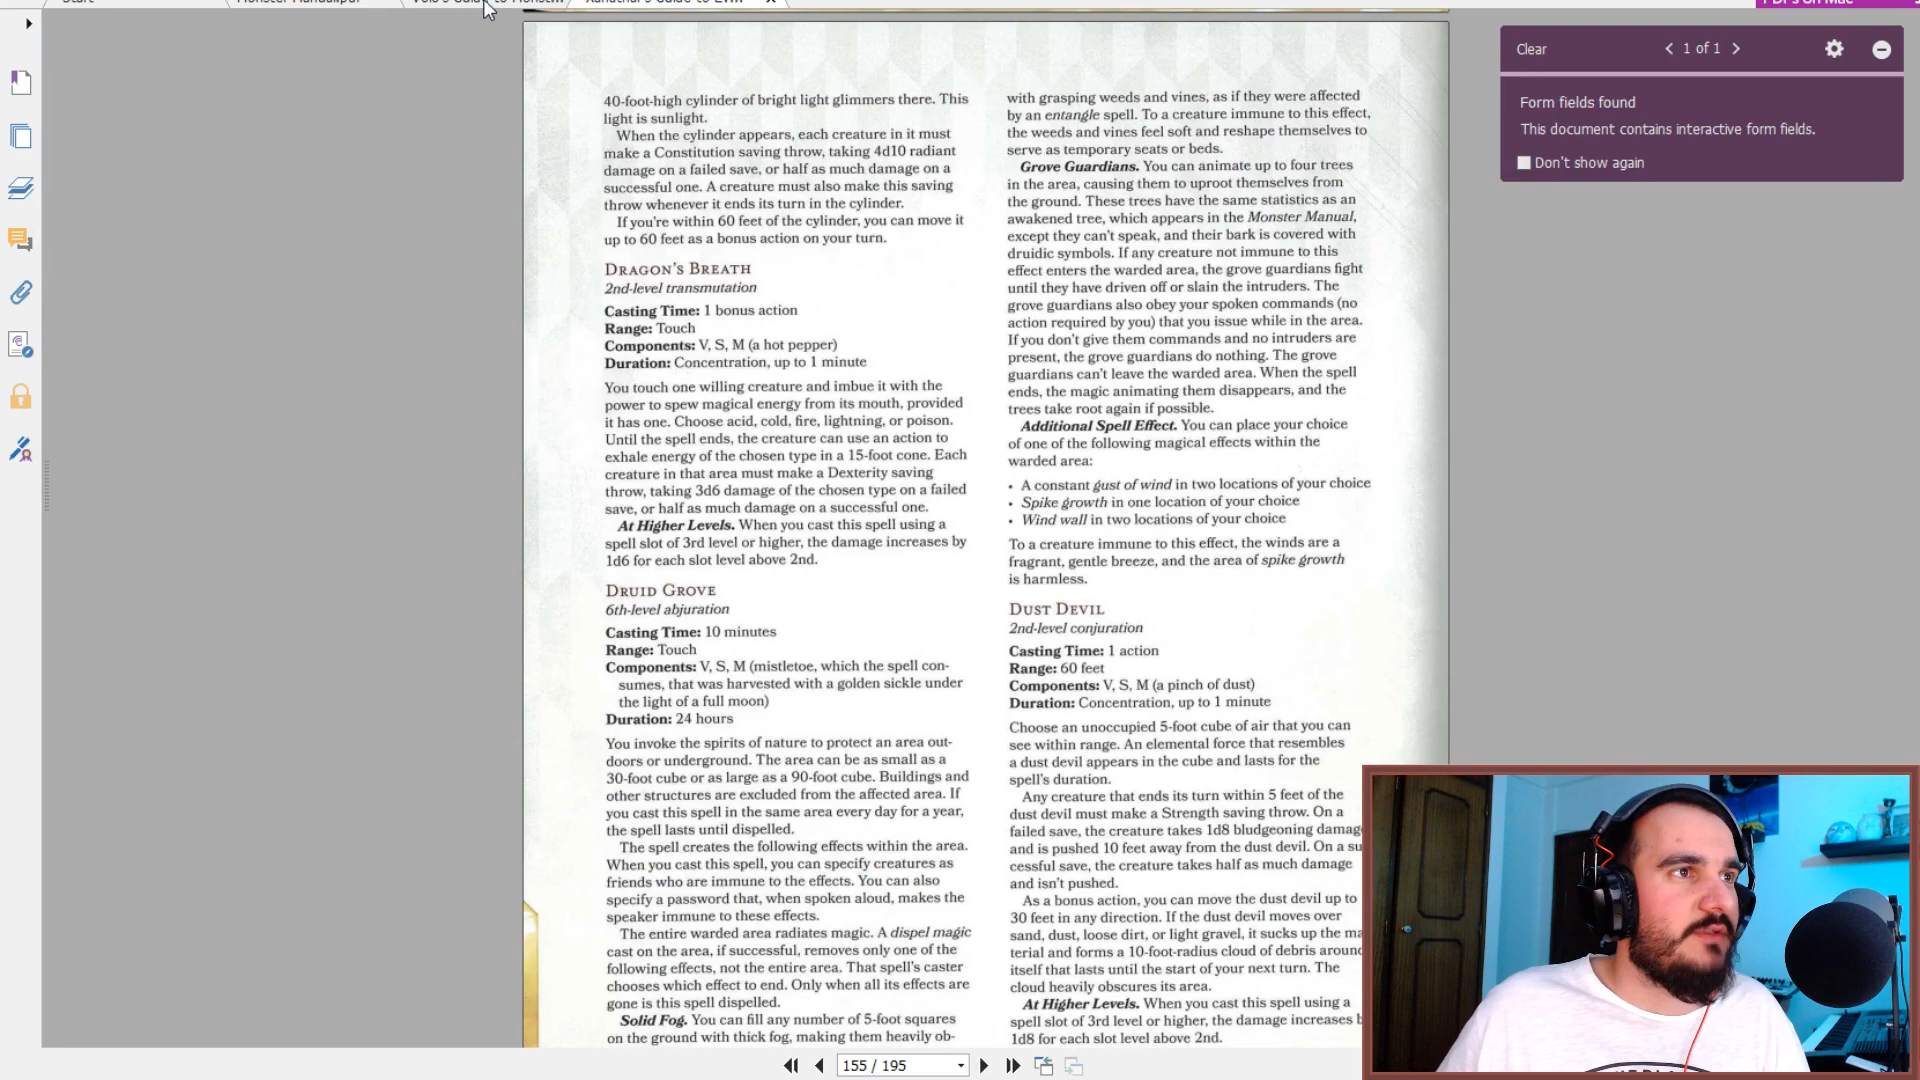 Start
Monster Manual.pdf
Volo's Guide to Monst...
Xanathar's Guide to Ev...
PDFs on Mac
Clear
1 of 1
Form fields found
This document contains interactive form fields.
Don't show again
40-foot-high cylinder of bright light glimmers there. This
light is sunlight.
When the cylinder appears, each creature in it must
make a Constitution saving throw, taking 4d10 radiant
damage on a failed save, or half as much damage on a
successful one. A creature must also make this saving
throw whenever it ends its turn in the cylinder.
If you're within 60 feet of the cylinder, you can move it
up to 60 feet as a bonus action on your turn.
DRAGON'S BREATH
2nd-level transmutation
Casting Time: 1 bonus action
Range: Touch
Components: V, S, M (a hot pepper)
Duration: Concentration, up to 1 minute
You touch one willing creature and imbue it with the
power to spew magical energy from its mouth, provided
it has one. Choose acid, cold, fire, lightning, or poison.
Until the spell ends, the creature can use an action to
exhale energy of the chosen type in a 15-foot cone. Each
creature in that area must make a Dexterity saving
throw, taking 3d6 damage of the chosen type on a failed
save, or half as much damage on a successful one.
At Higher Levels. When you cast this spell using a
spell slot of 3rd level or higher, the damage increases by
1d6 for each slot level above 2nd.
DRUID GROVE
6th-level abjuration
Casting Time: 10 minutes
Range: Touch
Components: V, S, M (mistletoe, which the spell con-
sumes, that was harvested with a golden sickle under
the light of a full moon)
Duration: 24 hours
You invoke the spirits of nature to protect an area out-
doors or underground. The area can be as small as a
30-foot cube or as large as a 90-foot cube. Buildings and
other structures are excluded from the affected area. If
you cast this spell in the same area every day for a year,
the spell lasts until dispelled.
The spell creates the following effects within the area.
When you cast this spell, you can specify creatures as
friends who are immune to the effects. You can also
specify a password that, when spoken aloud, makes the
speaker immune to these effects.
The entire warded area radiates magic. A dispel magic
cast on the area, if successful, removes only one of the
following effects, not the entire area. That spell's caster
chooses which effect to end. Only when all its effects are
gone is this spell dispelled.
Solid Fog. You can fill any number of 5-foot squares
on the ground with thick fog, making them heavily ob-
with grasping weeds and vines, as if they were affected
by an entangle spell. To a creature immune to this effect,
the weeds and vines feel soft and reshape themselves to
serve as temporary seats or beds.
Grove Guardians. You can animate up to four trees
in the area, causing them to uproot themselves from
the ground. These trees have the same statistics as an
awakened tree, which appears in the Monster Manual,
except they can't speak, and their bark is covered with
druidic symbols. If any creature not immune to this
effect enters the warded area, the grove guardians fight
until they have driven off or slain the intruders. The
grove guardians also obey your spoken commands (no
action required by you) that you issue while in the area.
If you don't give them commands and no intruders are
present, the grove guardians do nothing. The grove
guardians can't leave the warded area. When the spell
ends, the magic animating them disappears, and the
trees take root again if possible.
Additional Spell Effect. You can place your choice
of one of the following magical effects within the
warded area:
• A constant gust of wind in two locations of your choice
• Spike growth in one location of your choice
• Wind wall in two locations of your choice
To a creature immune to this effect, the winds are a
fragrant, gentle breeze, and the area of spike growth
is harmless.
DUST DEVIL
2nd-level conjuration
Casting Time: 1 action
Range: 60 feet
Components: V, S, M (a pinch of dust)
Duration: Concentration, up to 1 minute
Choose an unoccupied 5-foot cube of air that you can
see within range. An elemental force that resembles
a dust devil appears in the cube and lasts for the
spell's duration.
Any creature that ends its turn within 5 feet of the
dust devil must make a Strength saving throw. On a
failed save, the creature takes 1d8 bludgeoning damag
and is pushed 10 feet away from the dust devil. On a su
cessful save, the creature takes half as much damage
and isn't pushed.
As a bonus action, you can move the dust devil up to
30 feet in any direction. If the dust devil moves over
sand, dust, loose dirt, or light gravel, it sucks up the ma
terial and forms a 10-foot-radius cloud of debris around
itself that lasts until the start of your next turn. The
cloud heavily obscures its area.
At Higher Levels. When you cast this spell using a
spell slot of 3rd level or higher, the damage increases b
1d8 for each slot level above 2nd.
155 / 195